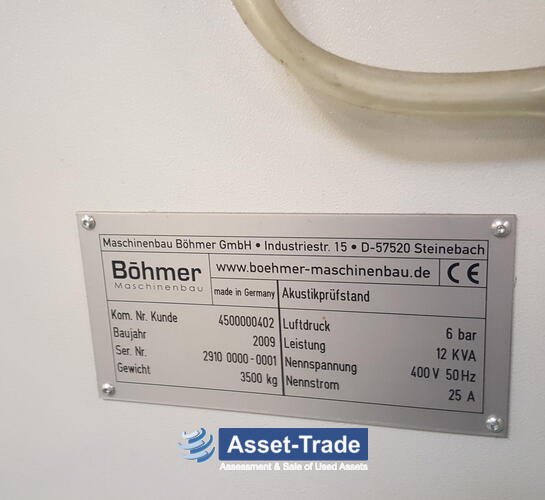 Maschinenbau Böhmer GmbH • Industriestr. 15 • D-57520 Steinebach
Böhmer
Maschinenbau
www.boehmer-maschinenbau.de
CE
made in Germany
Akustikprüfstand
Kom. Nr. Kunde 4500000402
Baujahr 2009
Ser. Nr. 2910 0000-0001
Gewicht 3500 kg
Luftdruck 6 bar
Leistung 12 KVA
Nennspannung 400 V 50 Hz
Nennstrom 25 A
Asset-Trade
Assessment & Sale of Used Assets